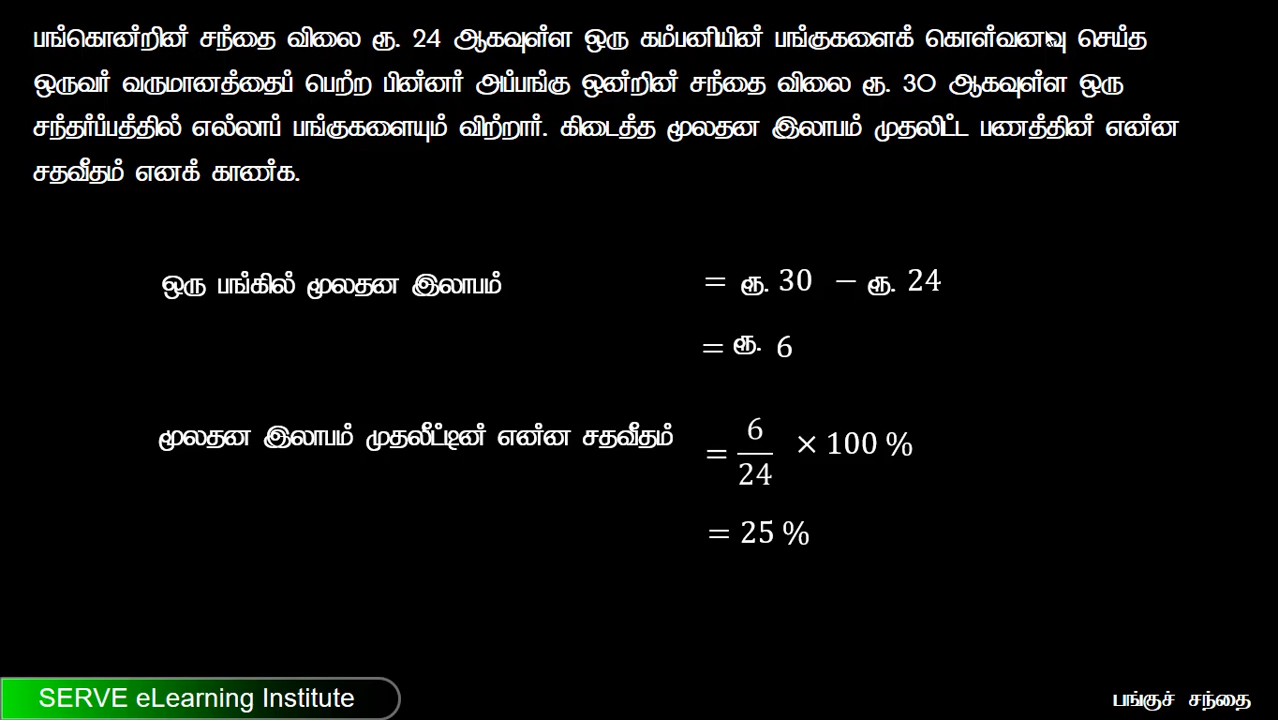 பங்கொன்றின் சந்தை விலை ரூ. 24 ஆகவுள்ள ஒரு கம்பனியின் பங்குகளைக் கொள்வனவு செய்த
ஒருவர் வருமானத்தைப் பெற்ற பின்னர் அப்பங்கு ஒன்றின் சந்தை விலை ரூ. 30 ஆகவுள்ள ஒரு
சந்தர்ப்பத்தில் எல்லாப் பங்குகளையும் விற்றார். கிடைத்த மூலதன இலாபம் முதலிட்ட பணத்தின் என்ன
சதவீதம் எனக் காண்க.
ஒரு பங்கில் மூலதன இலாபம் = ரூ. 30 − ரூ. 24
= ரூ. 6
மூலதன இலாபம் முதலீட்டின் என்ன சதவீதம் = 6/24 × 100 %
= 25 %
SERVE eLearning Institute
பங்குச் சந்தை